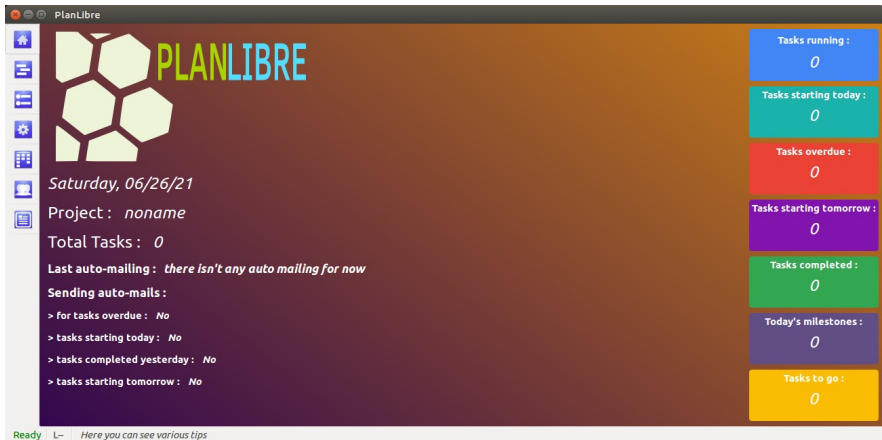 PlanLibre
PLANLIBRE
Saturday, 06/26/21
Project : noname
Total Tasks : 0
Last auto-mailing : there isn't any auto mailing for now
Sending auto-mails :
> for tasks overdue : No
> tasks starting today : No
> tasks completed yesterday : No
> tasks starting tomorrow : No
Tasks running :
0
Tasks starting today :
0
Tasks overdue :
0
Tasks starting tomorrow :
0
Tasks completed :
0
Today's milestones :
0
Tasks to go :
0
Ready L-- Here you can see various tips